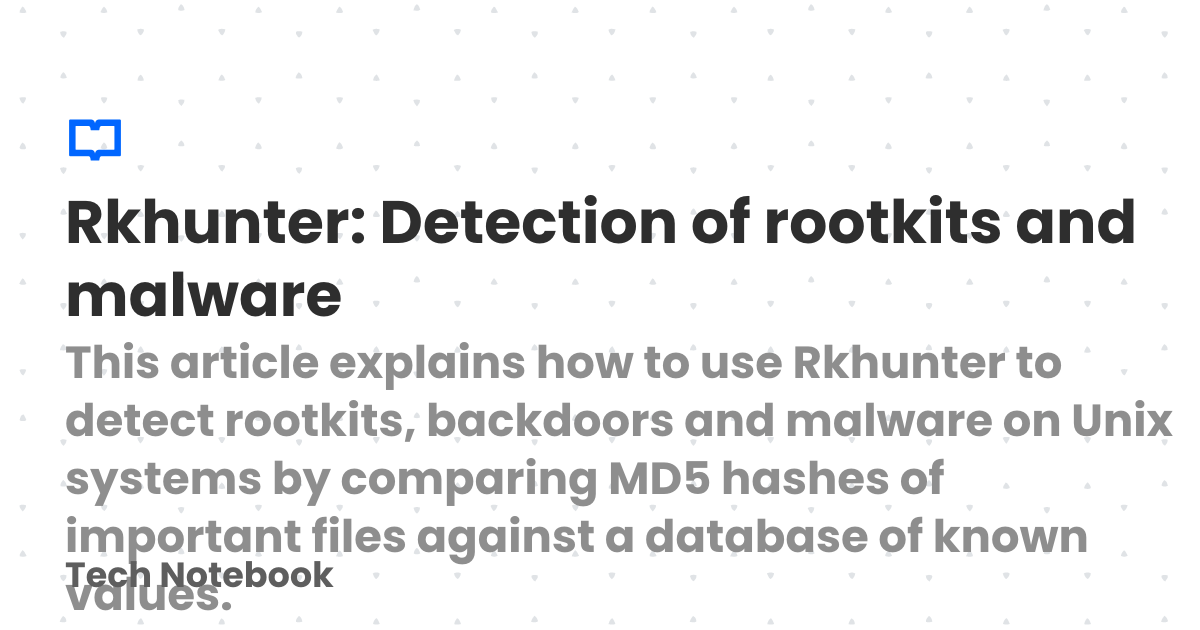 Rkhunter: Detection of rootkits and
malware
This article explains how to use Rkhunter to
detect rootkits, backdoors and malware on Unix
systems by comparing MD5 hashes of
important files against a database of known
Tech Notebook
values.